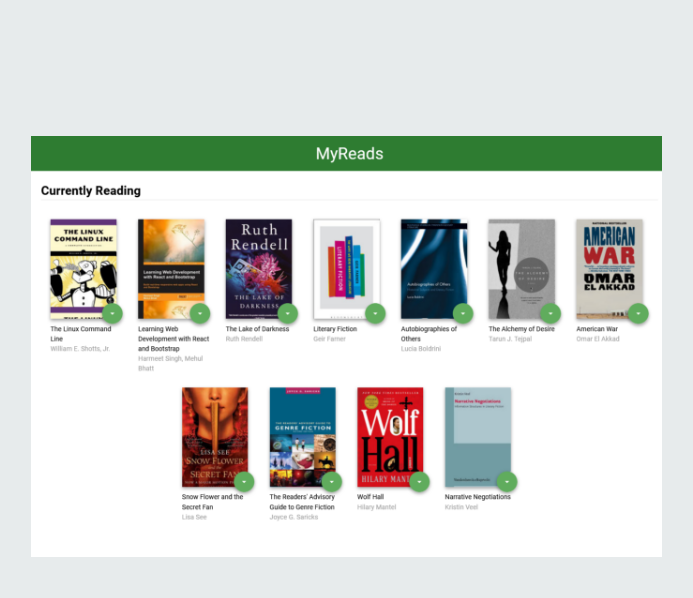 MyReads
Currently Reading
THE LINUX
COMMAND LINE
Learning Web Development
with React and Bootstrap
Ruth
Rendell
THE LAKE OF
DARKNESS
LITERARY FICTION
Autobiographies of Others
Lucia Boldrini
THE ALCHEMY
OF DESIRE
AMERICAN
WAR
OMAR
EL AKKAD
The Linux Command
Line
William E. Shotts, Jr.
Learning Web
Development with React
and Bootstrap
Harmeet Singh, Mehul
Bhatt
The Lake of Darkness
Ruth Rendell
Literary Fiction
Geir Farner
Autobiographies of
Others
Lucia Boldrini
The Alchemy of Desire
Tarun J. Tejpal
American War
Omar El Akkad
LISA SEE
SNOW FLOWER
SECRET FAN
GENRE FICTION
Wolf
Hall
HILARY MANTEL
Narrative Negotiations
Snow Flower and the
Secret Fan
Lisa See
The Readers' Advisory
Guide to Genre Fiction
Joyce G. Saricks
Wolf Hall
Hilary Mantel
Narrative Negotiations
Kristin Veel